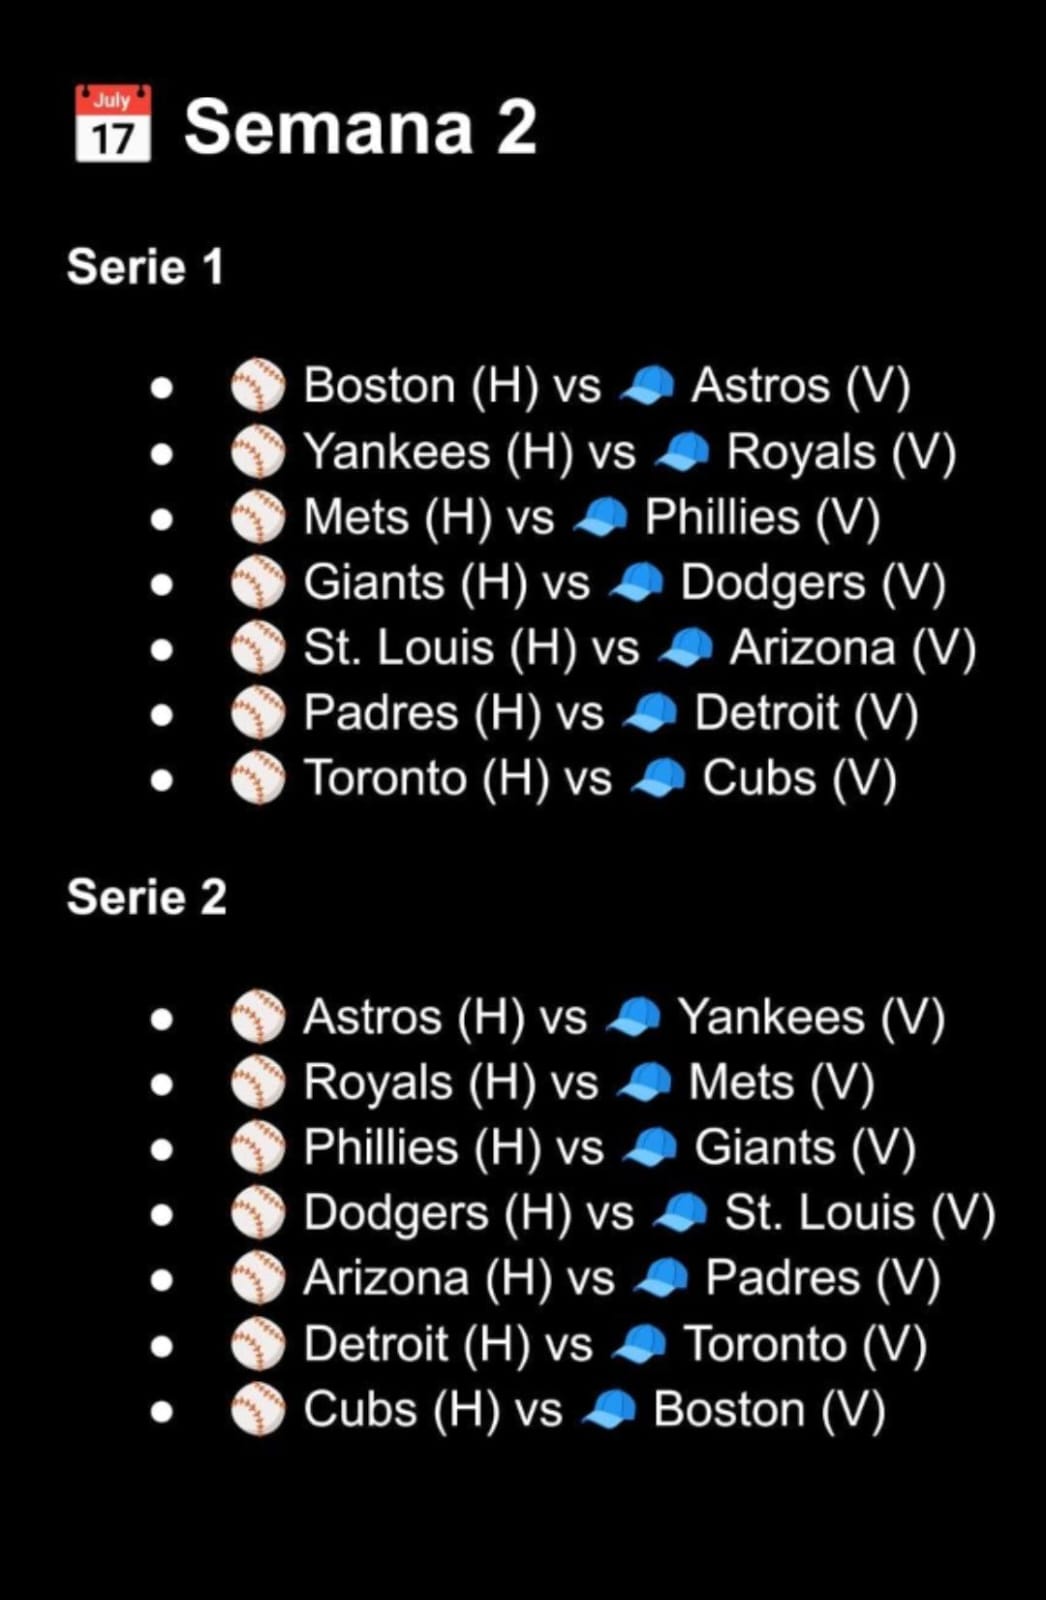 July
17
Semana 2
Serie 1
• Boston (H) vs Astros (V)
• Yankees (H) vs Royals (V)
• Mets (H) vs Phillies (V)
• Giants (H) vs Dodgers (V)
• St. Louis (H) vs Arizona (V)
• Padres (H) vs Detroit (V)
• Toronto (H) vs Cubs (V)
Serie 2
• Astros (H) vs Yankees (V)
• Royals (H) vs Mets (V)
• Phillies (H) vs Giants (V)
• Dodgers (H) vs St. Louis (V)
• Arizona (H) vs Padres (V)
• Detroit (H) vs Toronto (V)
• Cubs (H) vs Boston (V)